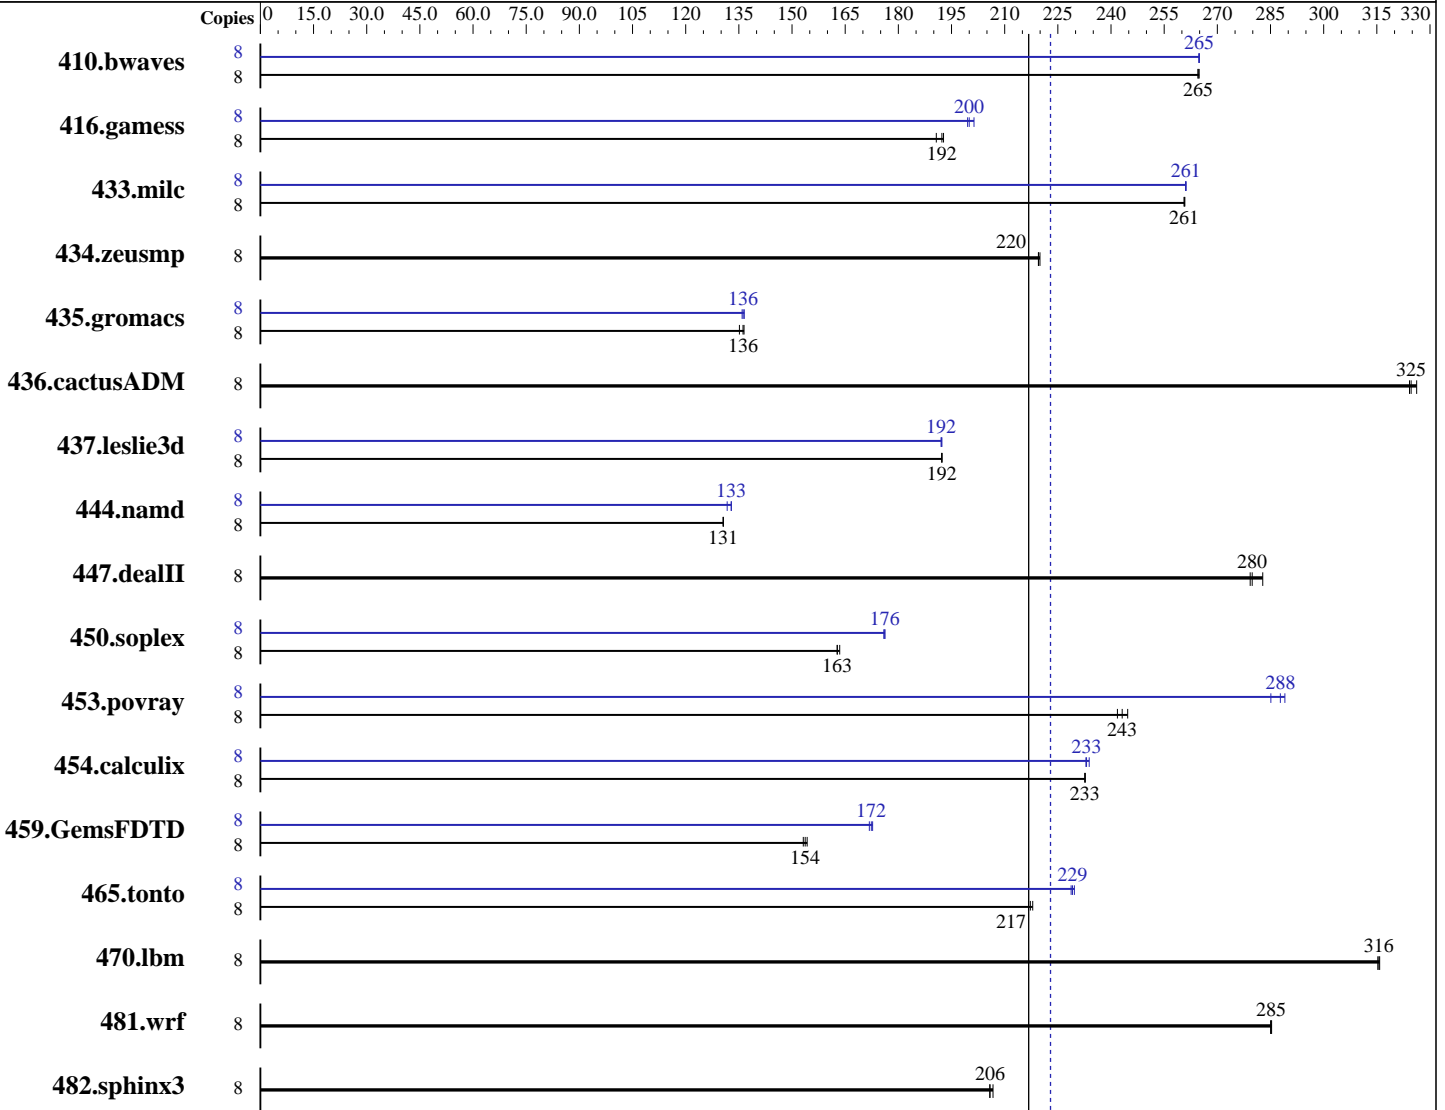 Copies 0 15.0 30.0 45.0 60.0 75.0 90.0 105 120 135 150 165 180 195 210 225 240 255 270 285 300 315 330
410.bwaves 8 265
8 265
416.gamess 8 200
8 192
433.milc 8 261
8 261
434.zeusmp 8 220
435.gromacs 8 136
8 136
436.cactusADM 8 325
437.leslie3d 8 192
8 192
444.namd 8 133
8 131
447.dealII 8 280
450.soplex 8 176
8 163
453.povray 8 288
8 243
454.calculix 8 233
8 233
459.GemsFDTD 8 172
8 154
465.tonto 8 229
8 217
470.lbm 8 316
481.wrf 8 285
482.sphinx3 8 206